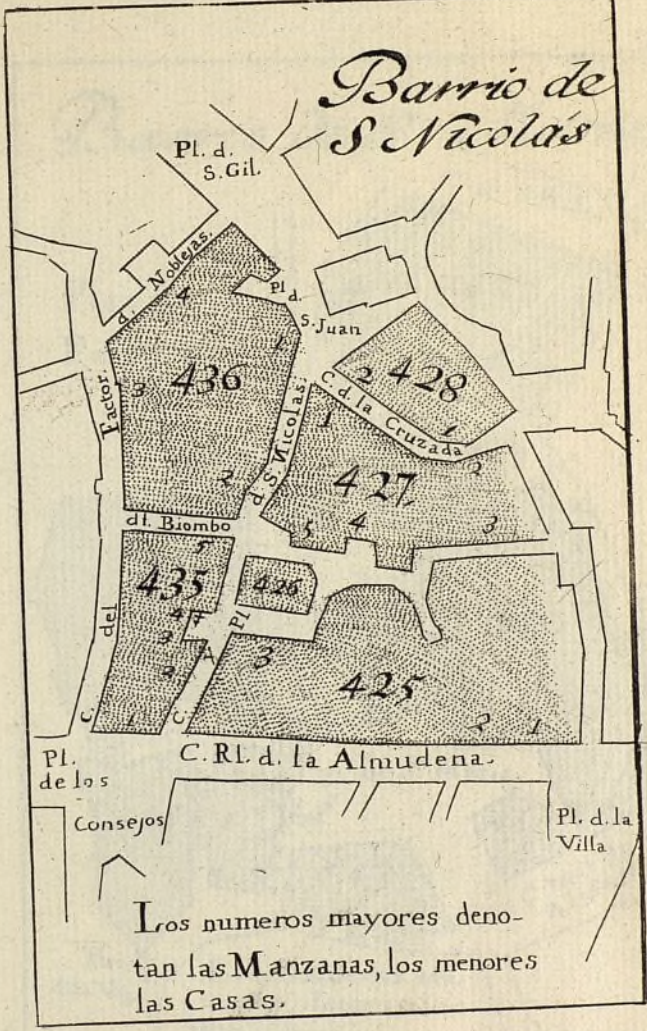 Barrio de
S Nicolás
Pl. d.
S. Gil.
d. Noblejas.
4
Pl d.
S. Juan
1
436
3
Factor.
2
428
1
C. d. la Cruzada
d. S. Nicolas.
1
2
427
2
5
4
3
dl. Biombo
5
435
426
4
4
3
2
1
del
C.
C. y Pl
3
425
2
1
C. Rl. d. la Almudena.
Pl.
de los
Consejos
Pl. d. la
Villa
Los numeros mayores deno-
tan las Manzanas, los menores
las Casas.